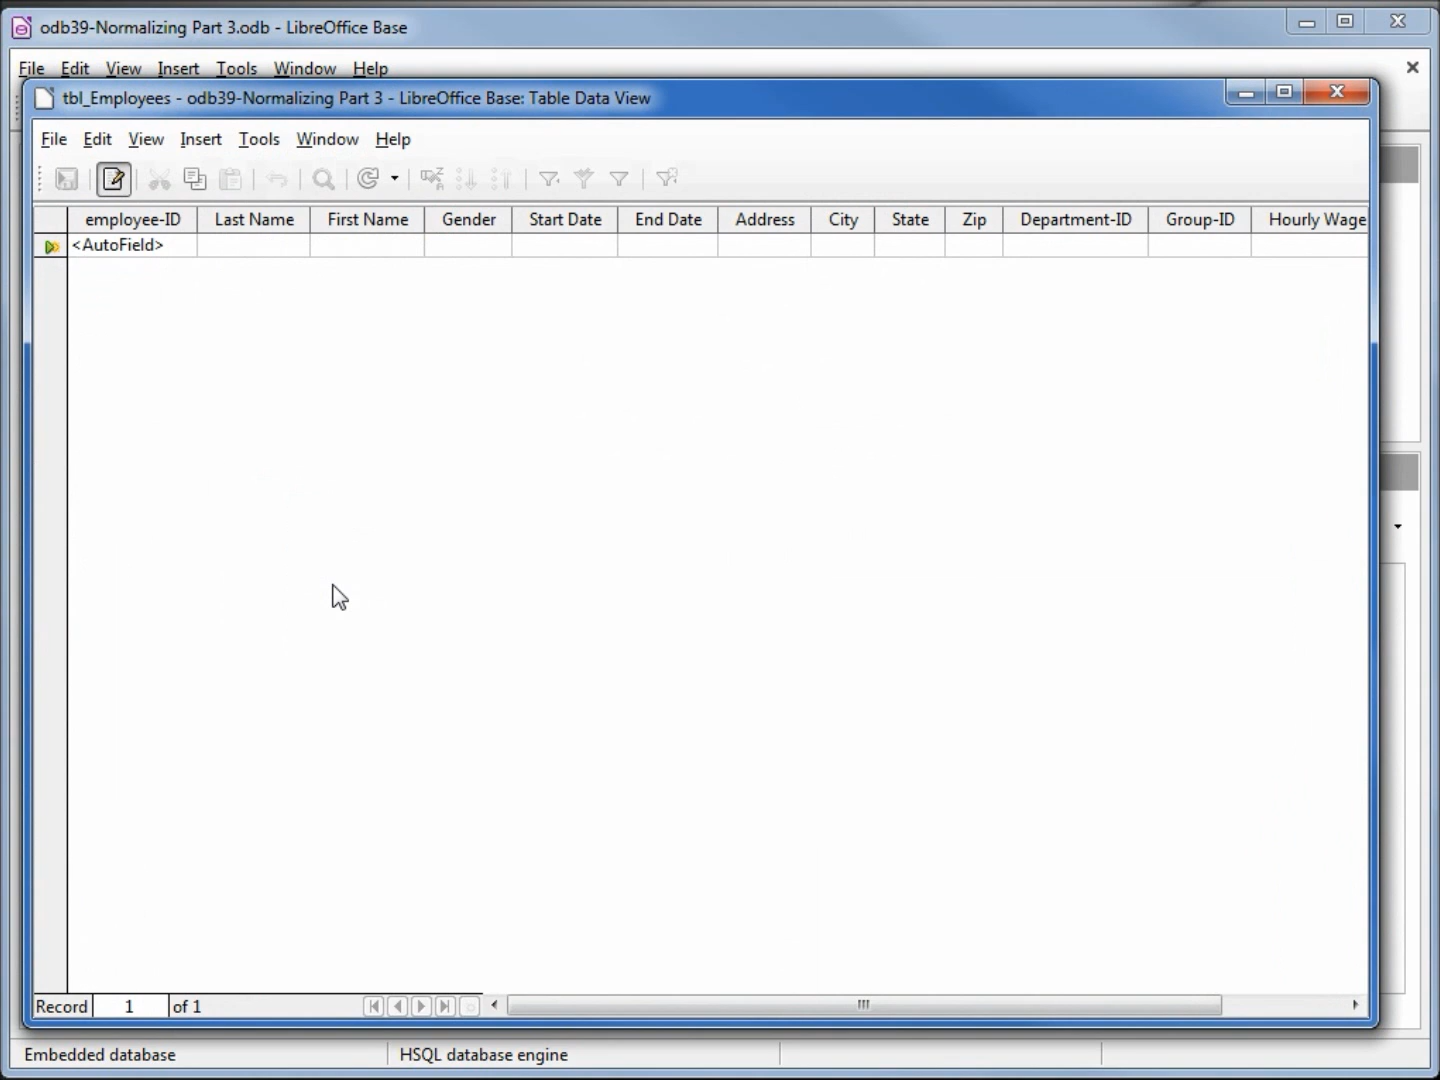 odb39-Normalizing Part 3.odb - LibreOffice Base
File Edit View Insert Tools Window Help
tbl_Employees - odb39-Normalizing Part 3 - LibreOffice Base: Table Data View
File Edit View Insert Tools Window Help
employee-ID Last Name First Name Gender Start Date End Date Address City State Zip Department-ID Group-ID Hourly Wage
<AutoField>
Record 1 of 1
Embedded database HSQL database engine